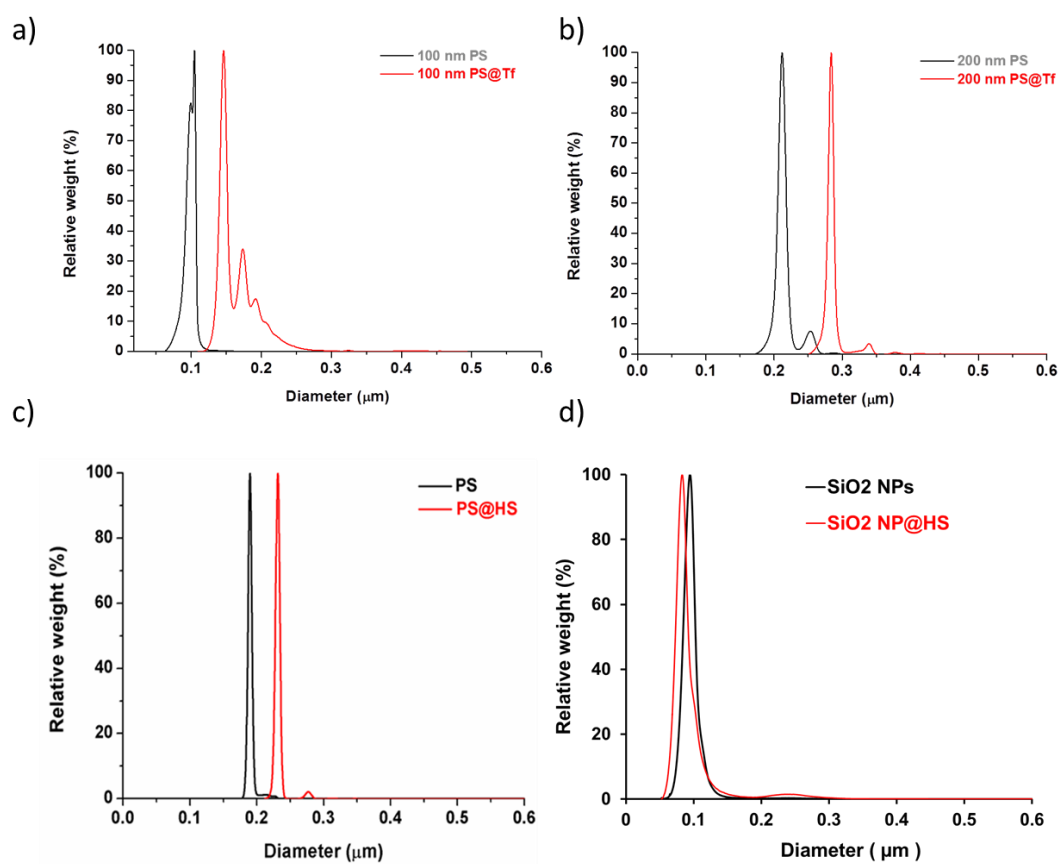 a)
100 nm PS
100 nm PS@Tf
Relative weight (%)
100
90
80
70
60
50
40
30
20
10
0
0.1 0.2 0.3 0.4 0.5 0.6
Diameter (μm)
b)
200 nm PS
200 nm PS@Tf
Relative weight (%)
100
90
80
70
60
50
40
30
20
10
0
0.0 0.1 0.2 0.3 0.4 0.5 0.6
Diameter (μm)
c)
PS
PS@HS
Relative weight (%)
100
80
60
40
20
0
0.0 0.1 0.2 0.3 0.4 0.5 0.6
Diameter (μm)
d)
SiO2 NPs
SiO2 NP@HS
Relative weight (%)
100
80
60
40
20
0
0 0.1 0.2 0.3 0.4 0.5 0.6
Diameter ( μm )